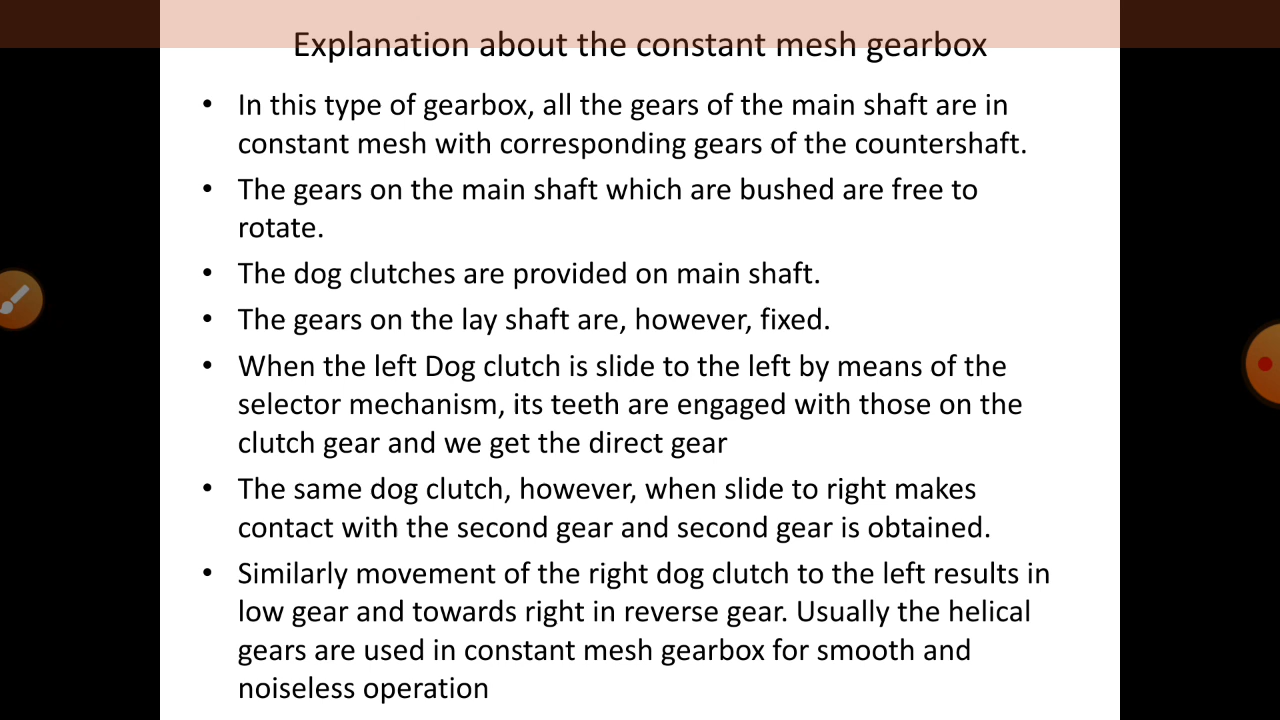 Explanation about the constant mesh gearbox
• In this type of gearbox, all the gears of the main shaft are in
constant mesh with corresponding gears of the countershaft.
• The gears on the main shaft which are bushed are free to
rotate.
• The dog clutches are provided on main shaft.
• The gears on the lay shaft are, however, fixed.
• When the left Dog clutch is slide to the left by means of the
selector mechanism, its teeth are engaged with those on the
clutch gear and we get the direct gear
• The same dog clutch, however, when slide to right makes
contact with the second gear and second gear is obtained.
• Similarly movement of the right dog clutch to the left results in
low gear and towards right in reverse gear. Usually the helical
gears are used in constant mesh gearbox for smooth and
noiseless operation